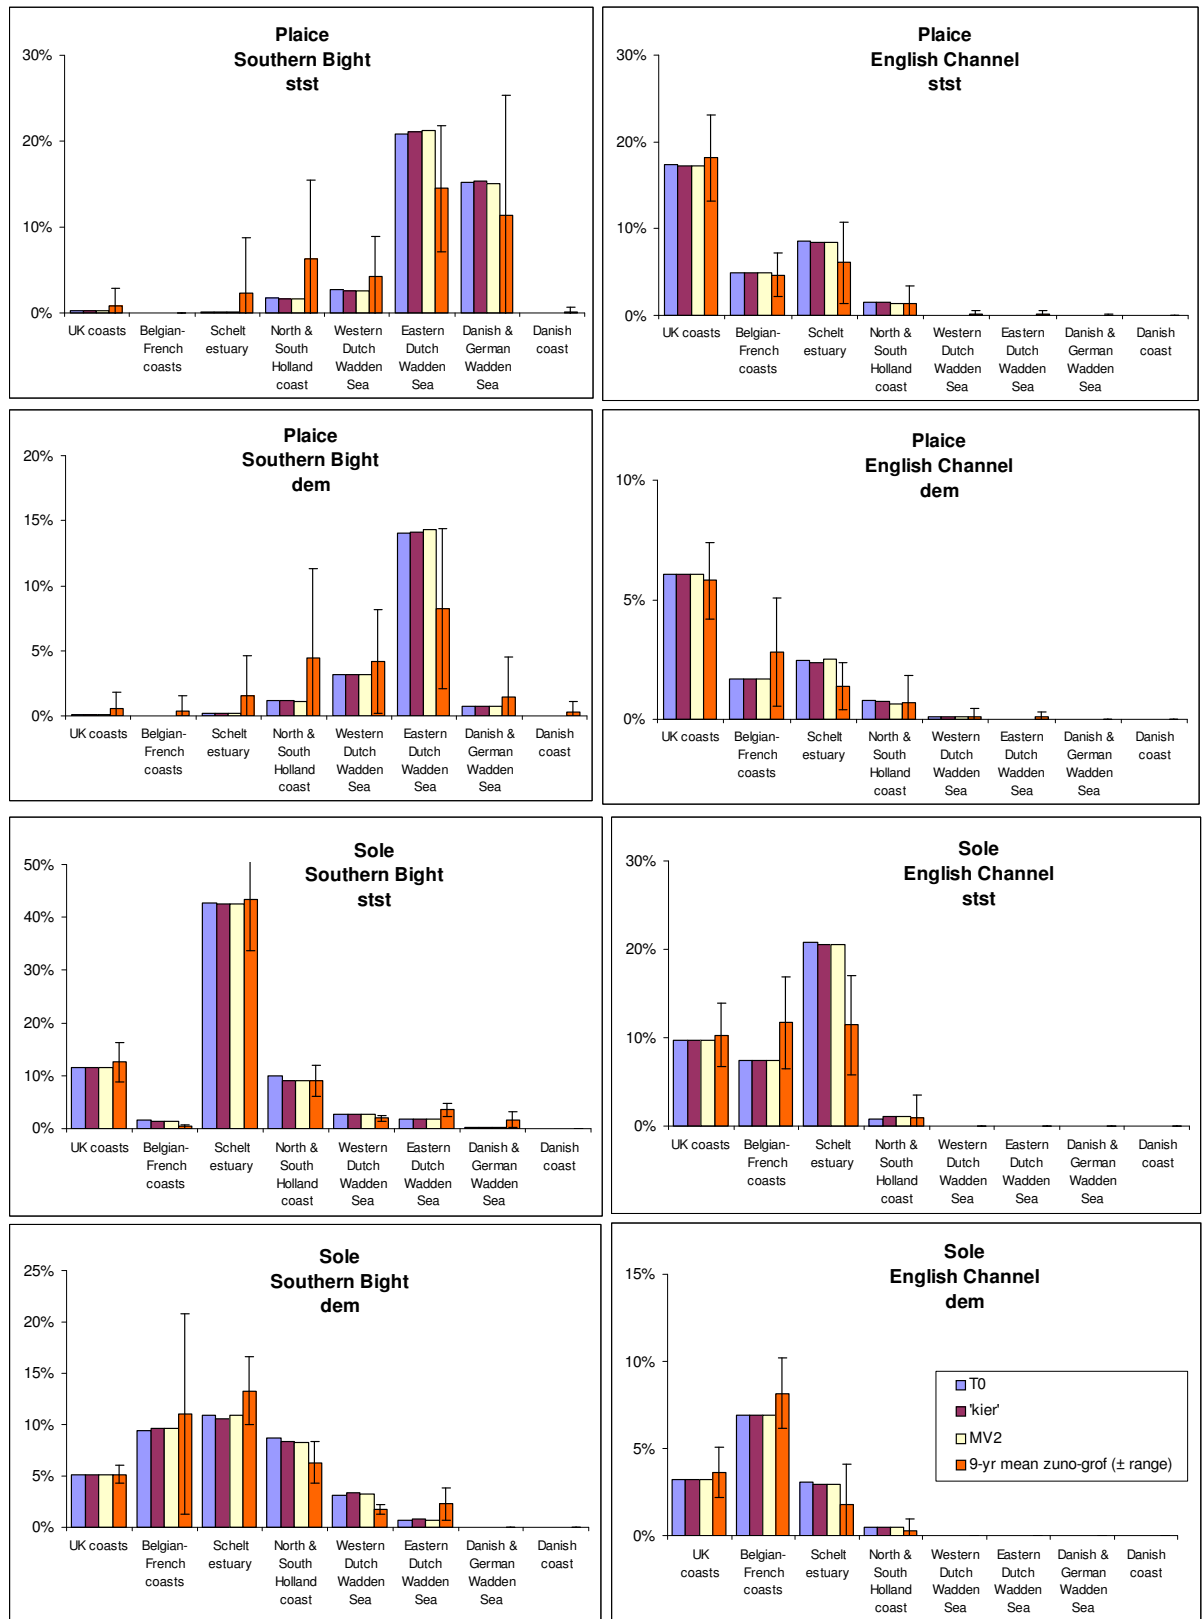 Plaice
Southern Bight
stst
30%
20%
10%
0%
UK coasts
Belgian-
French
coasts
Schelt
estuary
North &
South
Holland
coast
Western
Dutch
Wadden
Sea
Eastern
Dutch
Wadden
Sea
Danish &
German
Wadden
Sea
Danish
coast
Plaice
English Channel
stst
30%
20%
10%
0%
UK coasts
Belgian-
French
coasts
Schelt
estuary
North &
South
Holland
coast
Western
Dutch
Wadden
Sea
Eastern
Dutch
Wadden
Sea
Danish &
German
Wadden
Sea
Danish
coast
Plaice
Southern Bight
dem
20%
15%
10%
5%
0%
UK coasts
Belgian-
French
coasts
Schelt
estuary
North &
South
Holland
coast
Western
Dutch
Wadden
Sea
Eastern
Dutch
Wadden
Sea
Danish &
German
Wadden
Sea
Danish
coast
Plaice
English Channel
dem
10%
5%
0%
UK coasts
Belgian-
French
coasts
Schelt
estuary
North &
South
Holland
coast
Western
Dutch
Wadden
Sea
Eastern
Dutch
Wadden
Sea
Danish &
German
Wadden
Sea
Danish
coast
Sole
Southern Bight
stst
50%
40%
30%
20%
10%
0%
UK coasts
Belgian-
French
coasts
Schelt
estuary
North &
South
Holland
coast
Western
Dutch
Wadden
Sea
Eastern
Dutch
Wadden
Sea
Danish &
German
Wadden
Sea
Danish
coast
Sole
English Channel
stst
30%
20%
10%
0%
UK coasts
Belgian-
French
coasts
Schelt
estuary
North &
South
Holland
coast
Western
Dutch
Wadden
Sea
Eastern
Dutch
Wadden
Sea
Danish &
German
Wadden
Sea
Danish
coast
Sole
Southern Bight
dem
25%
20%
15%
10%
5%
0%
UK coasts
Belgian-
French
coasts
Schelt
estuary
North &
South
Holland
coast
Western
Dutch
Wadden
Sea
Eastern
Dutch
Wadden
Sea
Danish &
German
Wadden
Sea
Danish
coast
Sole
English Channel
dem
15%
10%
5%
0%
T0
'kier'
MV2
9-yr mean zuno-grof (± range)
UK
coasts
Belgian-
French
coasts
Schelt
estuary
North &
South
Holland
coast
Western
Dutch
Wadden
Sea
Eastern
Dutch
Wadden
Sea
Danish &
German
Wadden
Sea
Danish
coast